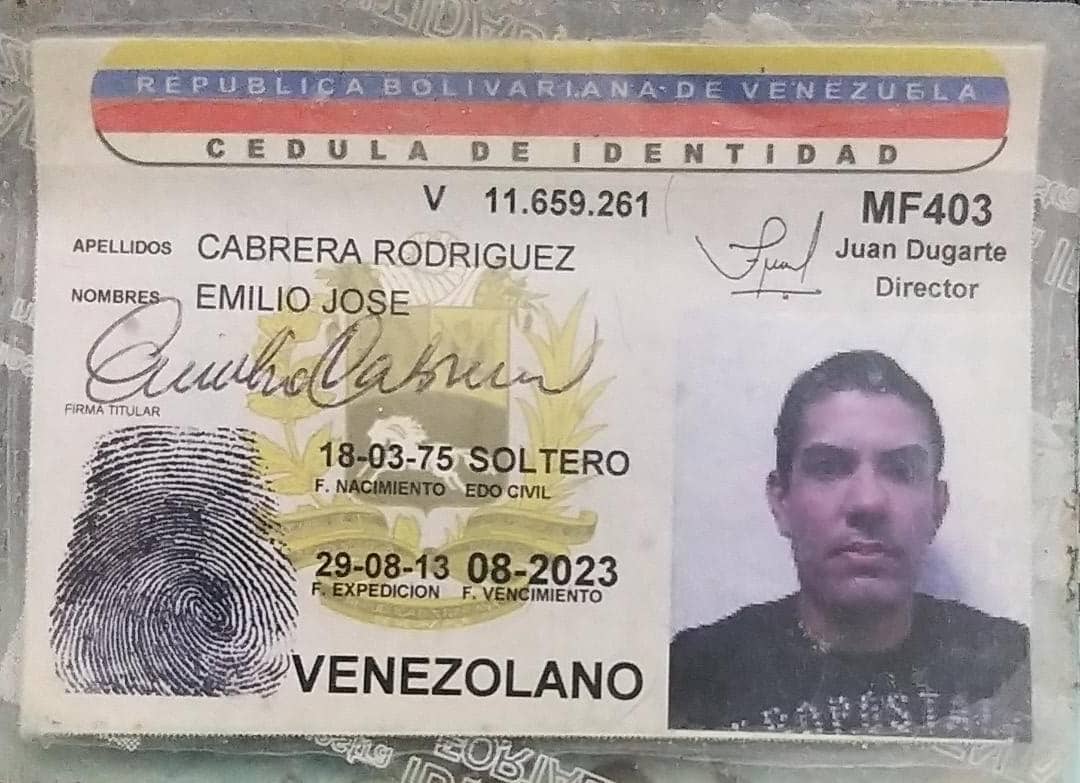 REPUBLICA BOLIVARIANA DE VENEZUELA
CEDULA DE IDENTIDAD
V 11.659.261
MF403
Juan Dugarte
Director
APELLIDOS CABRERA RODRIGUEZ
NOMBRES EMILIO JOSE
Emilio Cabrera
FIRMA TITULAR
18-03-75 SOLTERO
F. NACIMIENTO EDO CIVIL
29-08-13 08-2023
F. EXPEDICION F. VENCIMIENTO
VENEZOLANO